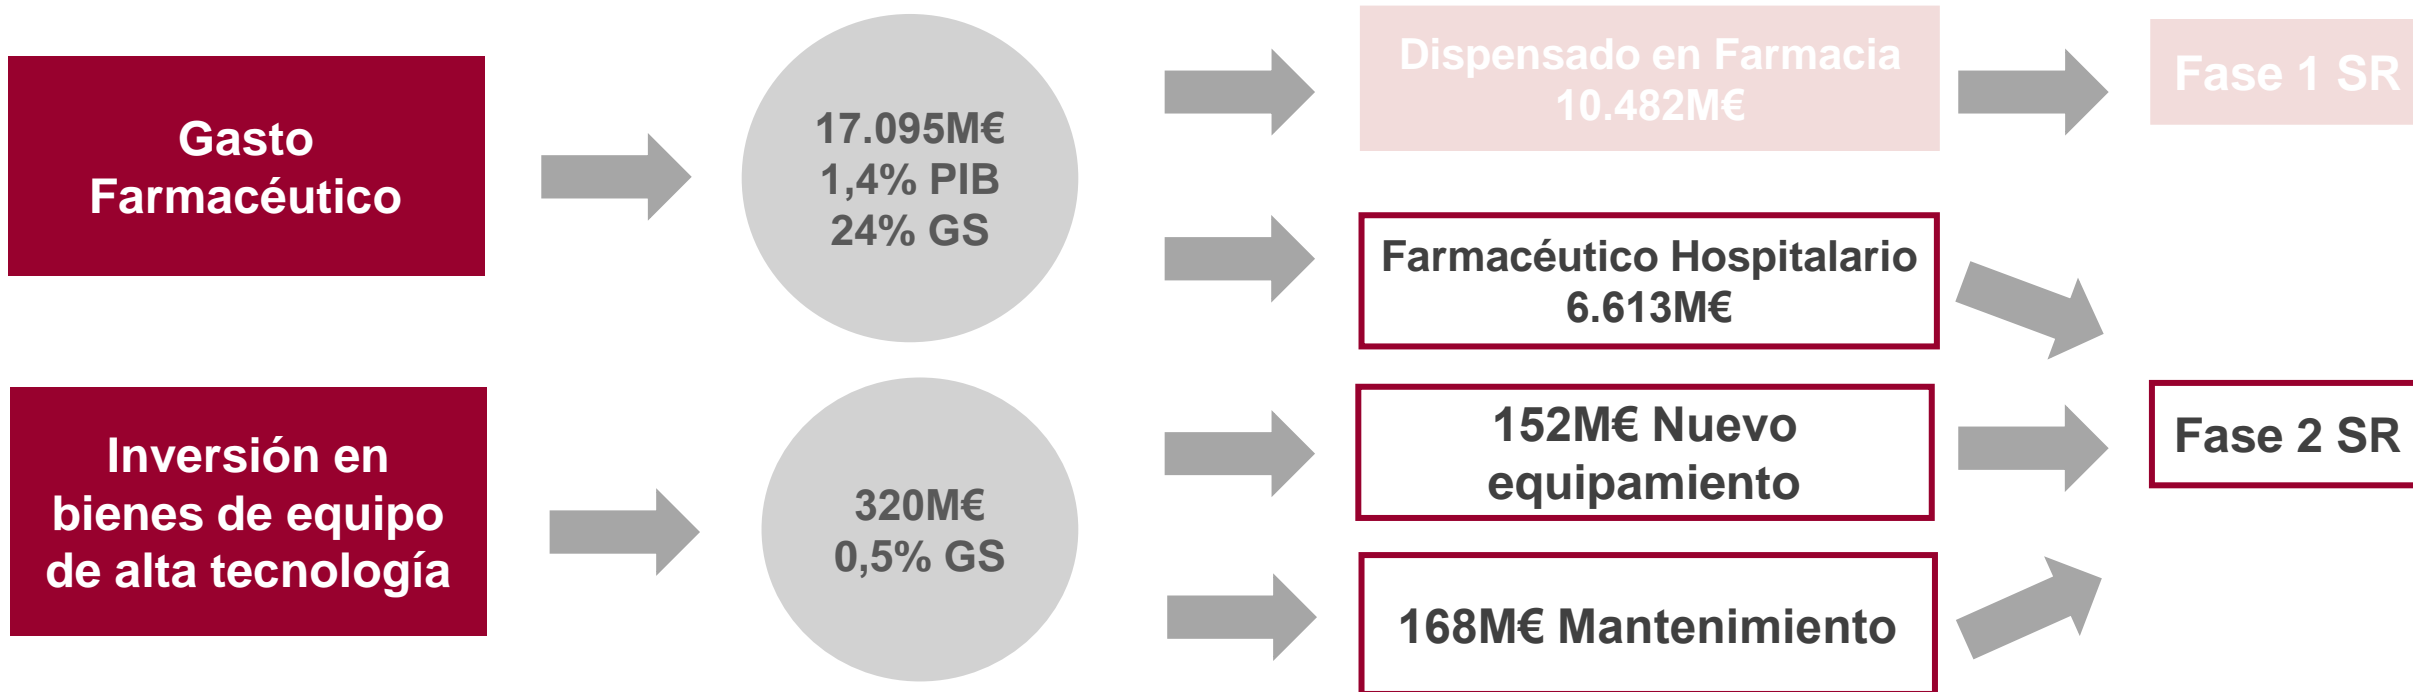 Gasto
Farmacéutico
17.095M€
1,4% PIB
24% GS
Dispensado en Farmacia
10.482M€
Fase 1 SR
Farmacéutico Hospitalario
6.613M€
Inversión en
bienes de equipo
de alta tecnología
320M€
0,5% GS
152M€ Nuevo
equipamiento
168M€ Mantenimiento
Fase 2 SR